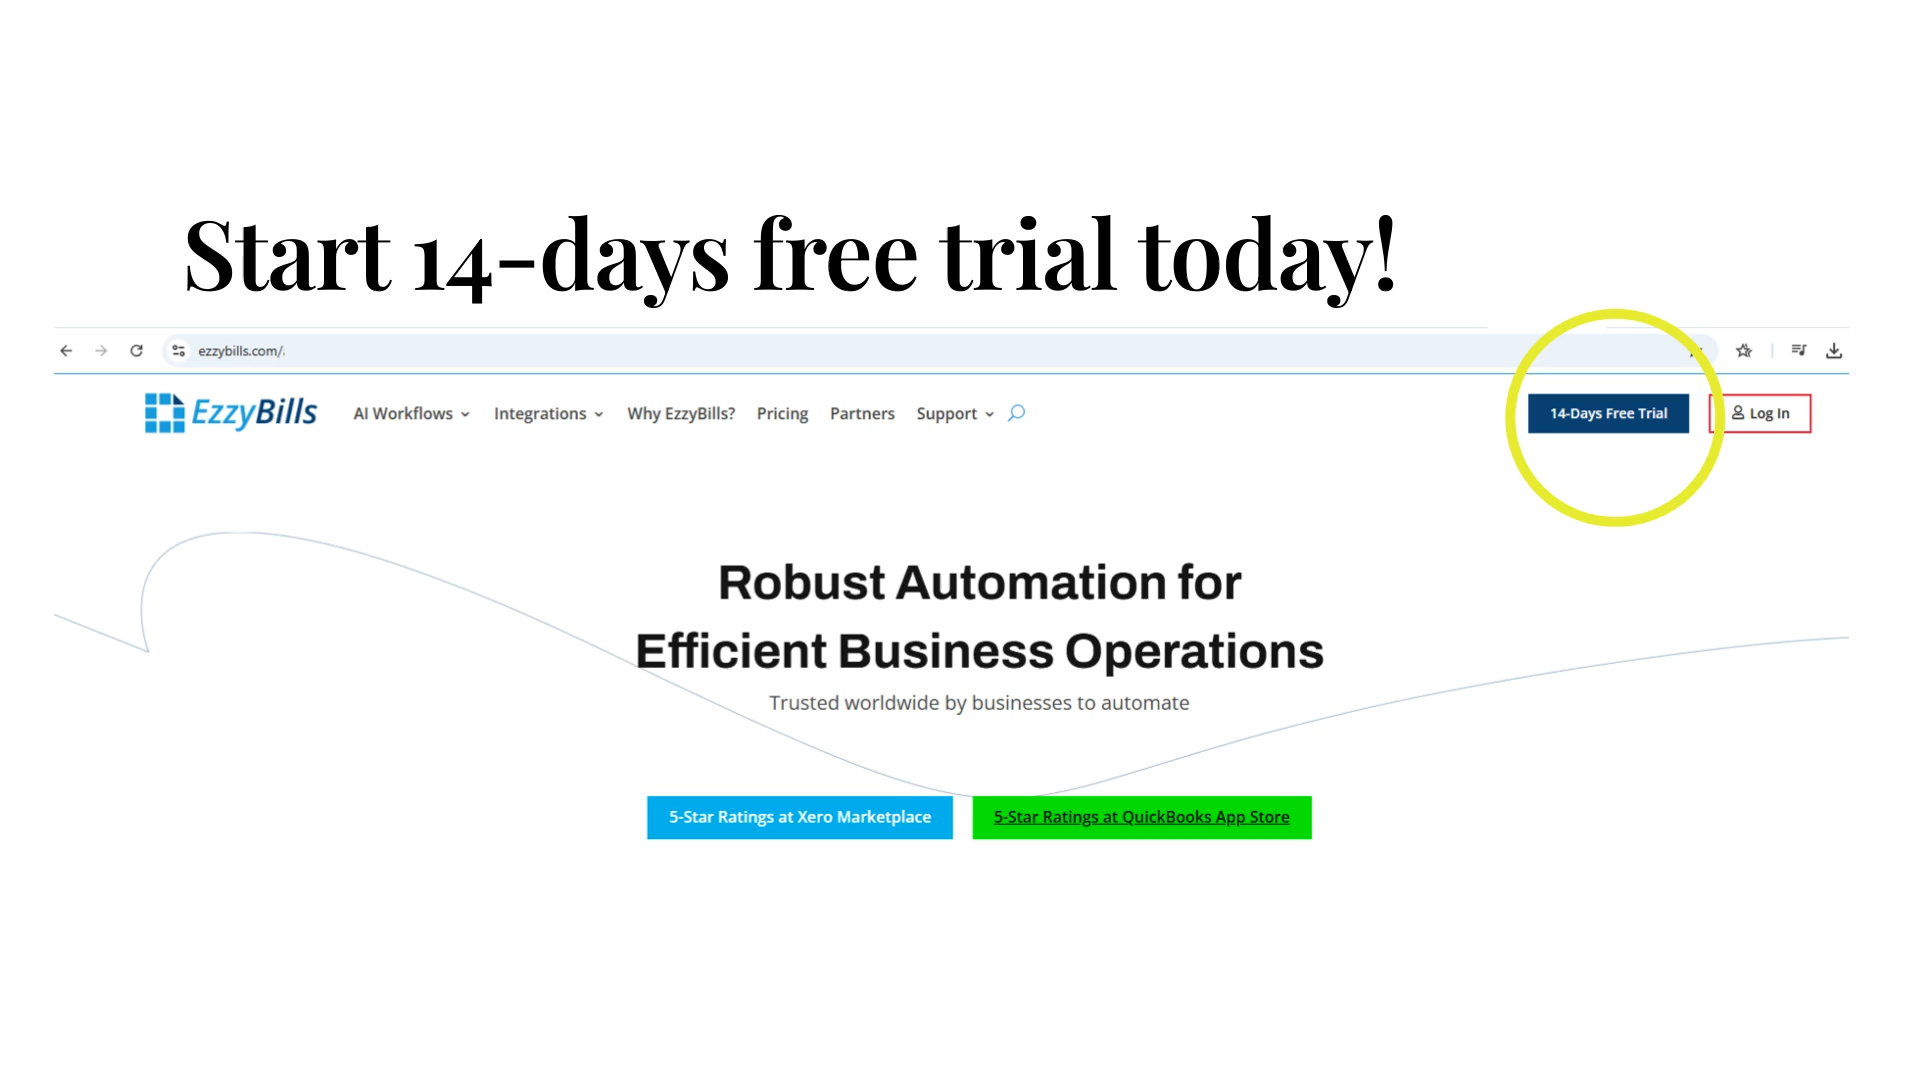 Start 14-days free trial today!
ezzybills.com/.
EzzyBills AI Workflows Integrations Why EzzyBills? Pricing Partners Support 14-Days Free Trial Log In
Robust Automation for
Efficient Business Operations
Trusted worldwide by businesses to automate
5-Star Ratings at Xero Marketplace 5-Star Ratings at QuickBooks App Store